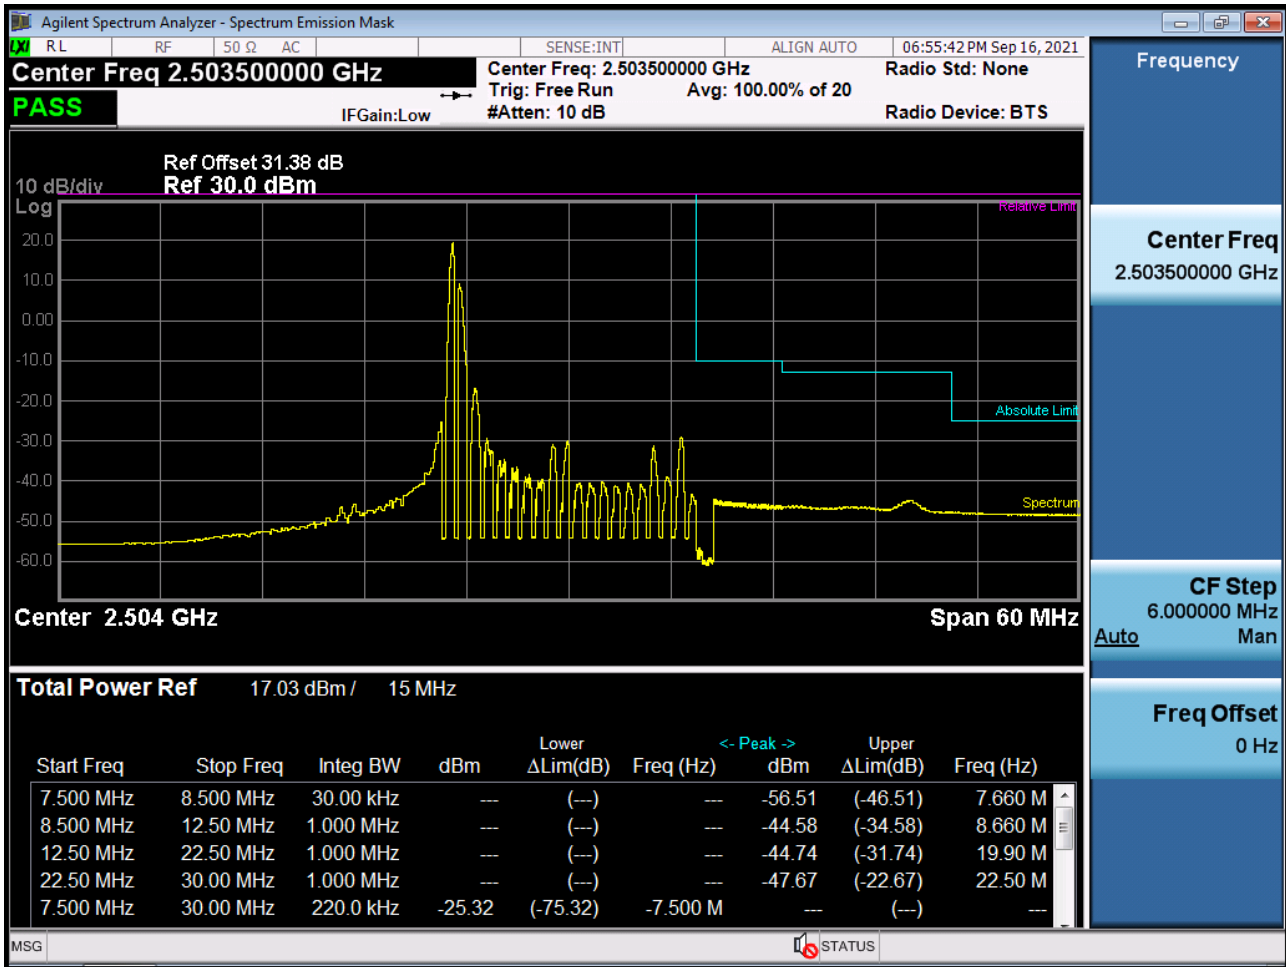 Agilent Spectrum Analyzer - Spectrum Emission Mask
LXI RL RF 50 Ω AC SENSE:INT ALIGN AUTO 06:55:42 PM Sep 16, 2021
Center Freq 2.503500000 GHz Center Freq: 2.503500000 GHz Radio Std: None
Trig: Free Run Avg: 100.00% of 20
PASS IFGain:Low #Atten: 10 dB Radio Device: BTS
Ref Offset 31.38 dB
10 dB/div Ref 30.0 dBm
Log
Relative Limit
20.0
10.0
0.00
-10.0
-20.0
Absolute Limit
-30.0
-40.0
Spectrum
-50.0
-60.0
Center 2.504 GHz Span 60 MHz
Total Power Ref 17.03 dBm / 15 MHz
Lower <- Peak -> Upper
Start Freq Stop Freq Integ BW dBm ΔLim(dB) Freq (Hz) dBm ΔLim(dB) Freq (Hz)
7.500 MHz 8.500 MHz 30.00 kHz --- (---) --- -56.51 (-46.51) 7.660 M
8.500 MHz 12.50 MHz 1.000 MHz --- (---) --- -44.58 (-34.58) 8.660 M
12.50 MHz 22.50 MHz 1.000 MHz --- (---) --- -44.74 (-31.74) 19.90 M
22.50 MHz 30.00 MHz 1.000 MHz --- (---) --- -47.67 (-22.67) 22.50 M
7.500 MHz 30.00 MHz 220.0 kHz -25.32 (-75.32) -7.500 M --- (---) ---
MSG STATUS
Frequency
Center Freq
2.503500000 GHz
CF Step
6.000000 MHz
Auto Man
Freq Offset
0 Hz